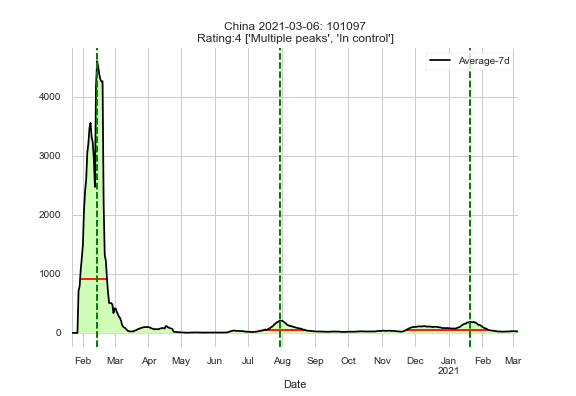 China 2021-03-06: 101097
Rating:4 ['Multiple peaks', 'In control']
Average-7d
4000
3000
2000
1000
0
Feb Mar Apr May Jun Jul Aug Sep Oct Nov Dec Jan Feb Mar
2021
Date